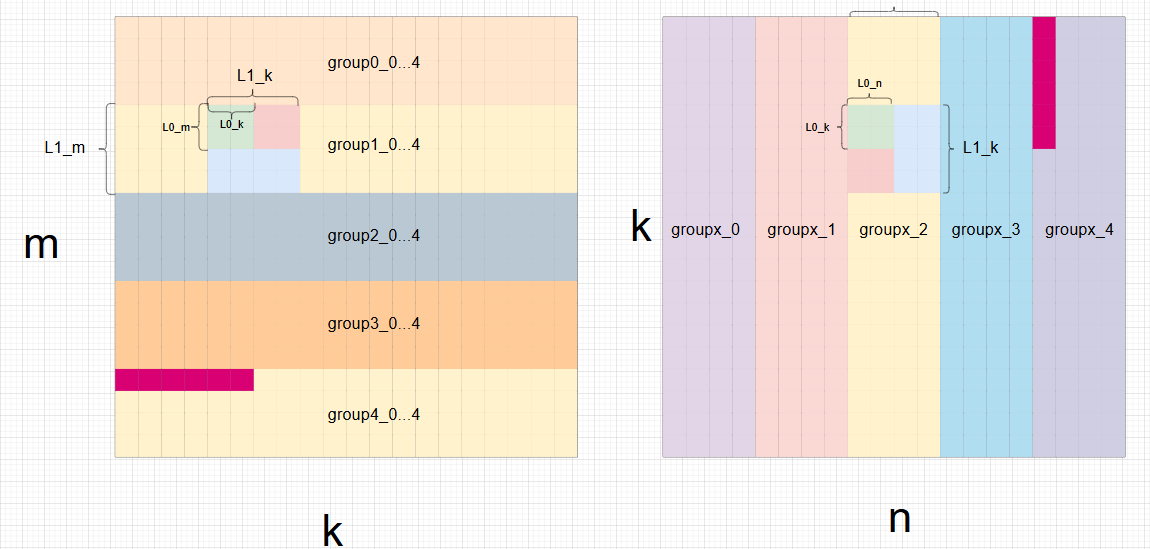 group0_0...4
L1_k
L0_m
L0_k
L1_m
group1_0...4
m
group2_0...4
group3_0...4
group4_0...4
k
L0_n
L0_k
L1_k
k
groupx_0
groupx_1
groupx_2
groupx_3
groupx_4
n